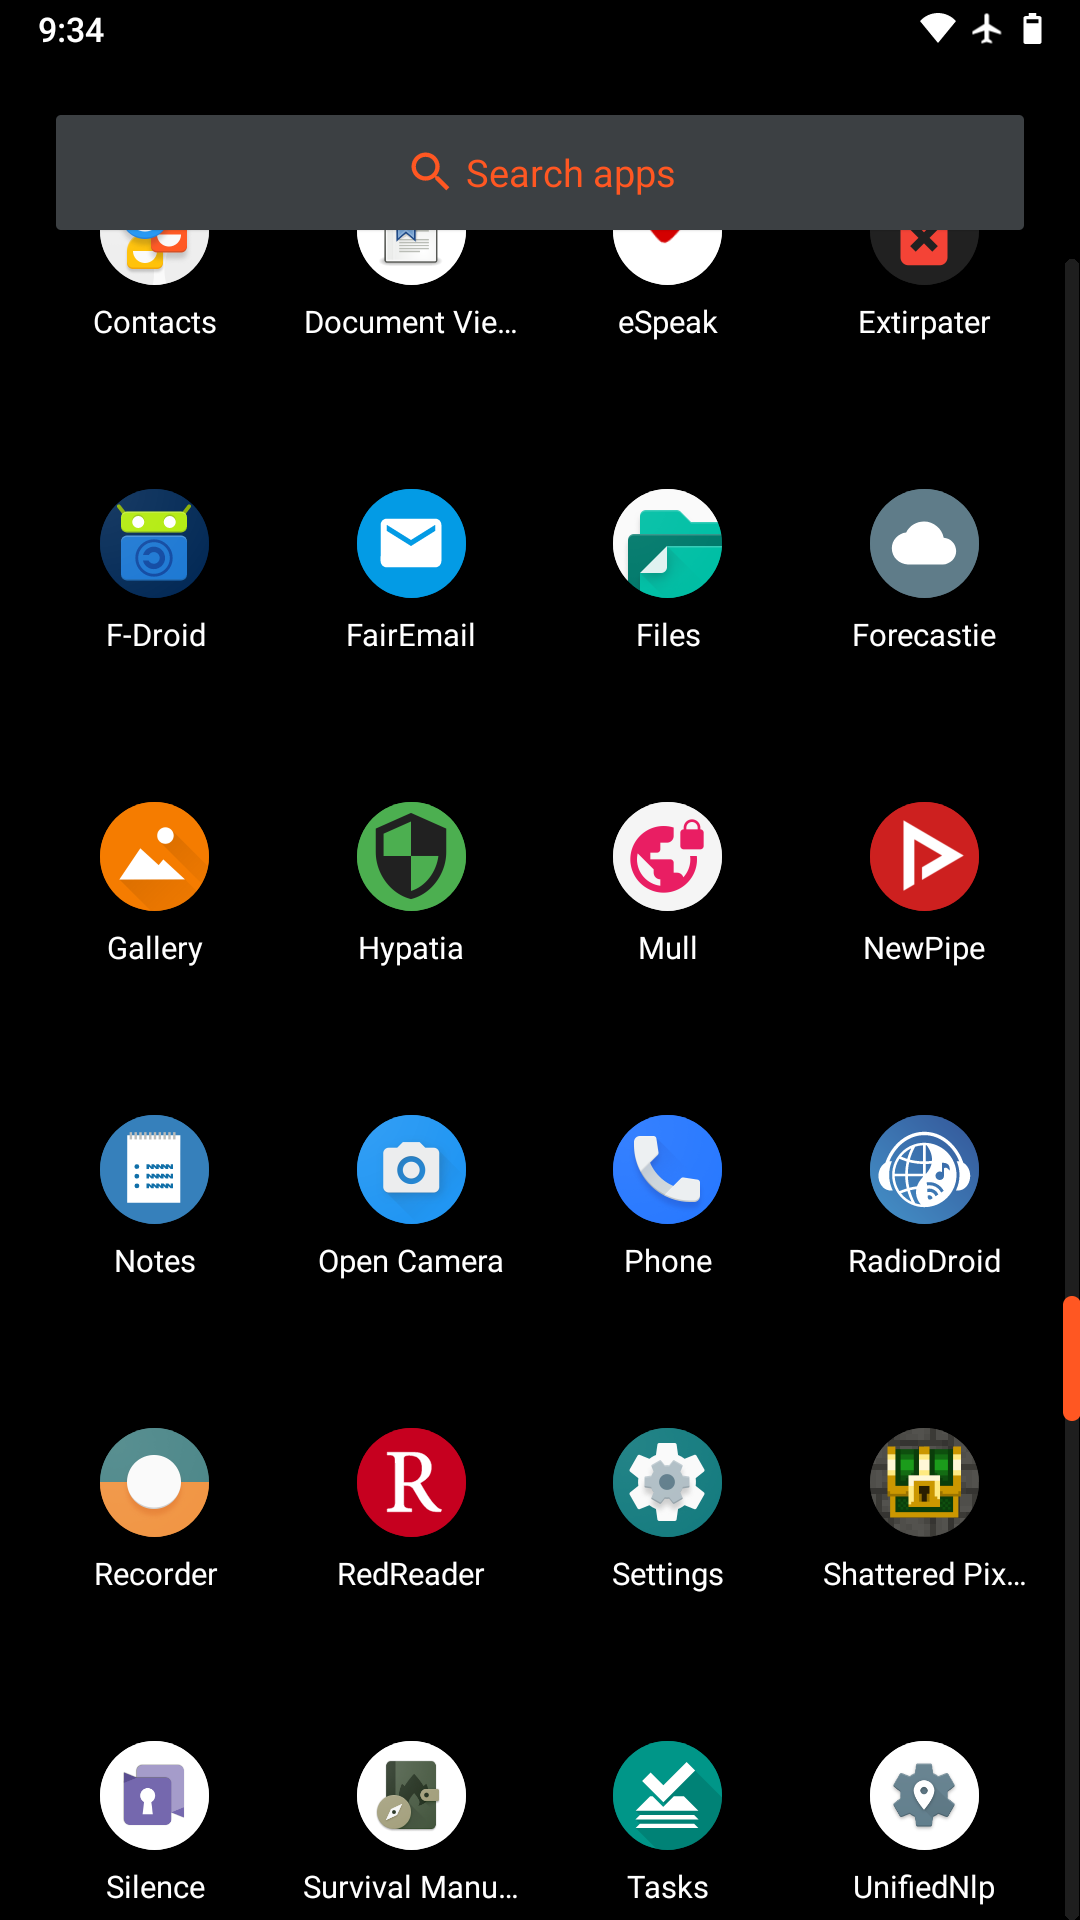 9:34
Search apps
Contacts
Document Vie...
eSpeak
Extirpater
F-Droid
FairEmail
Files
Forecastie
Gallery
Hypatia
Mull
NewPipe
Notes
Open Camera
Phone
RadioDroid
R
Recorder
RedReader
Settings
Shattered Pix...
Silence
Survival Manu...
Tasks
UnifiedNlp